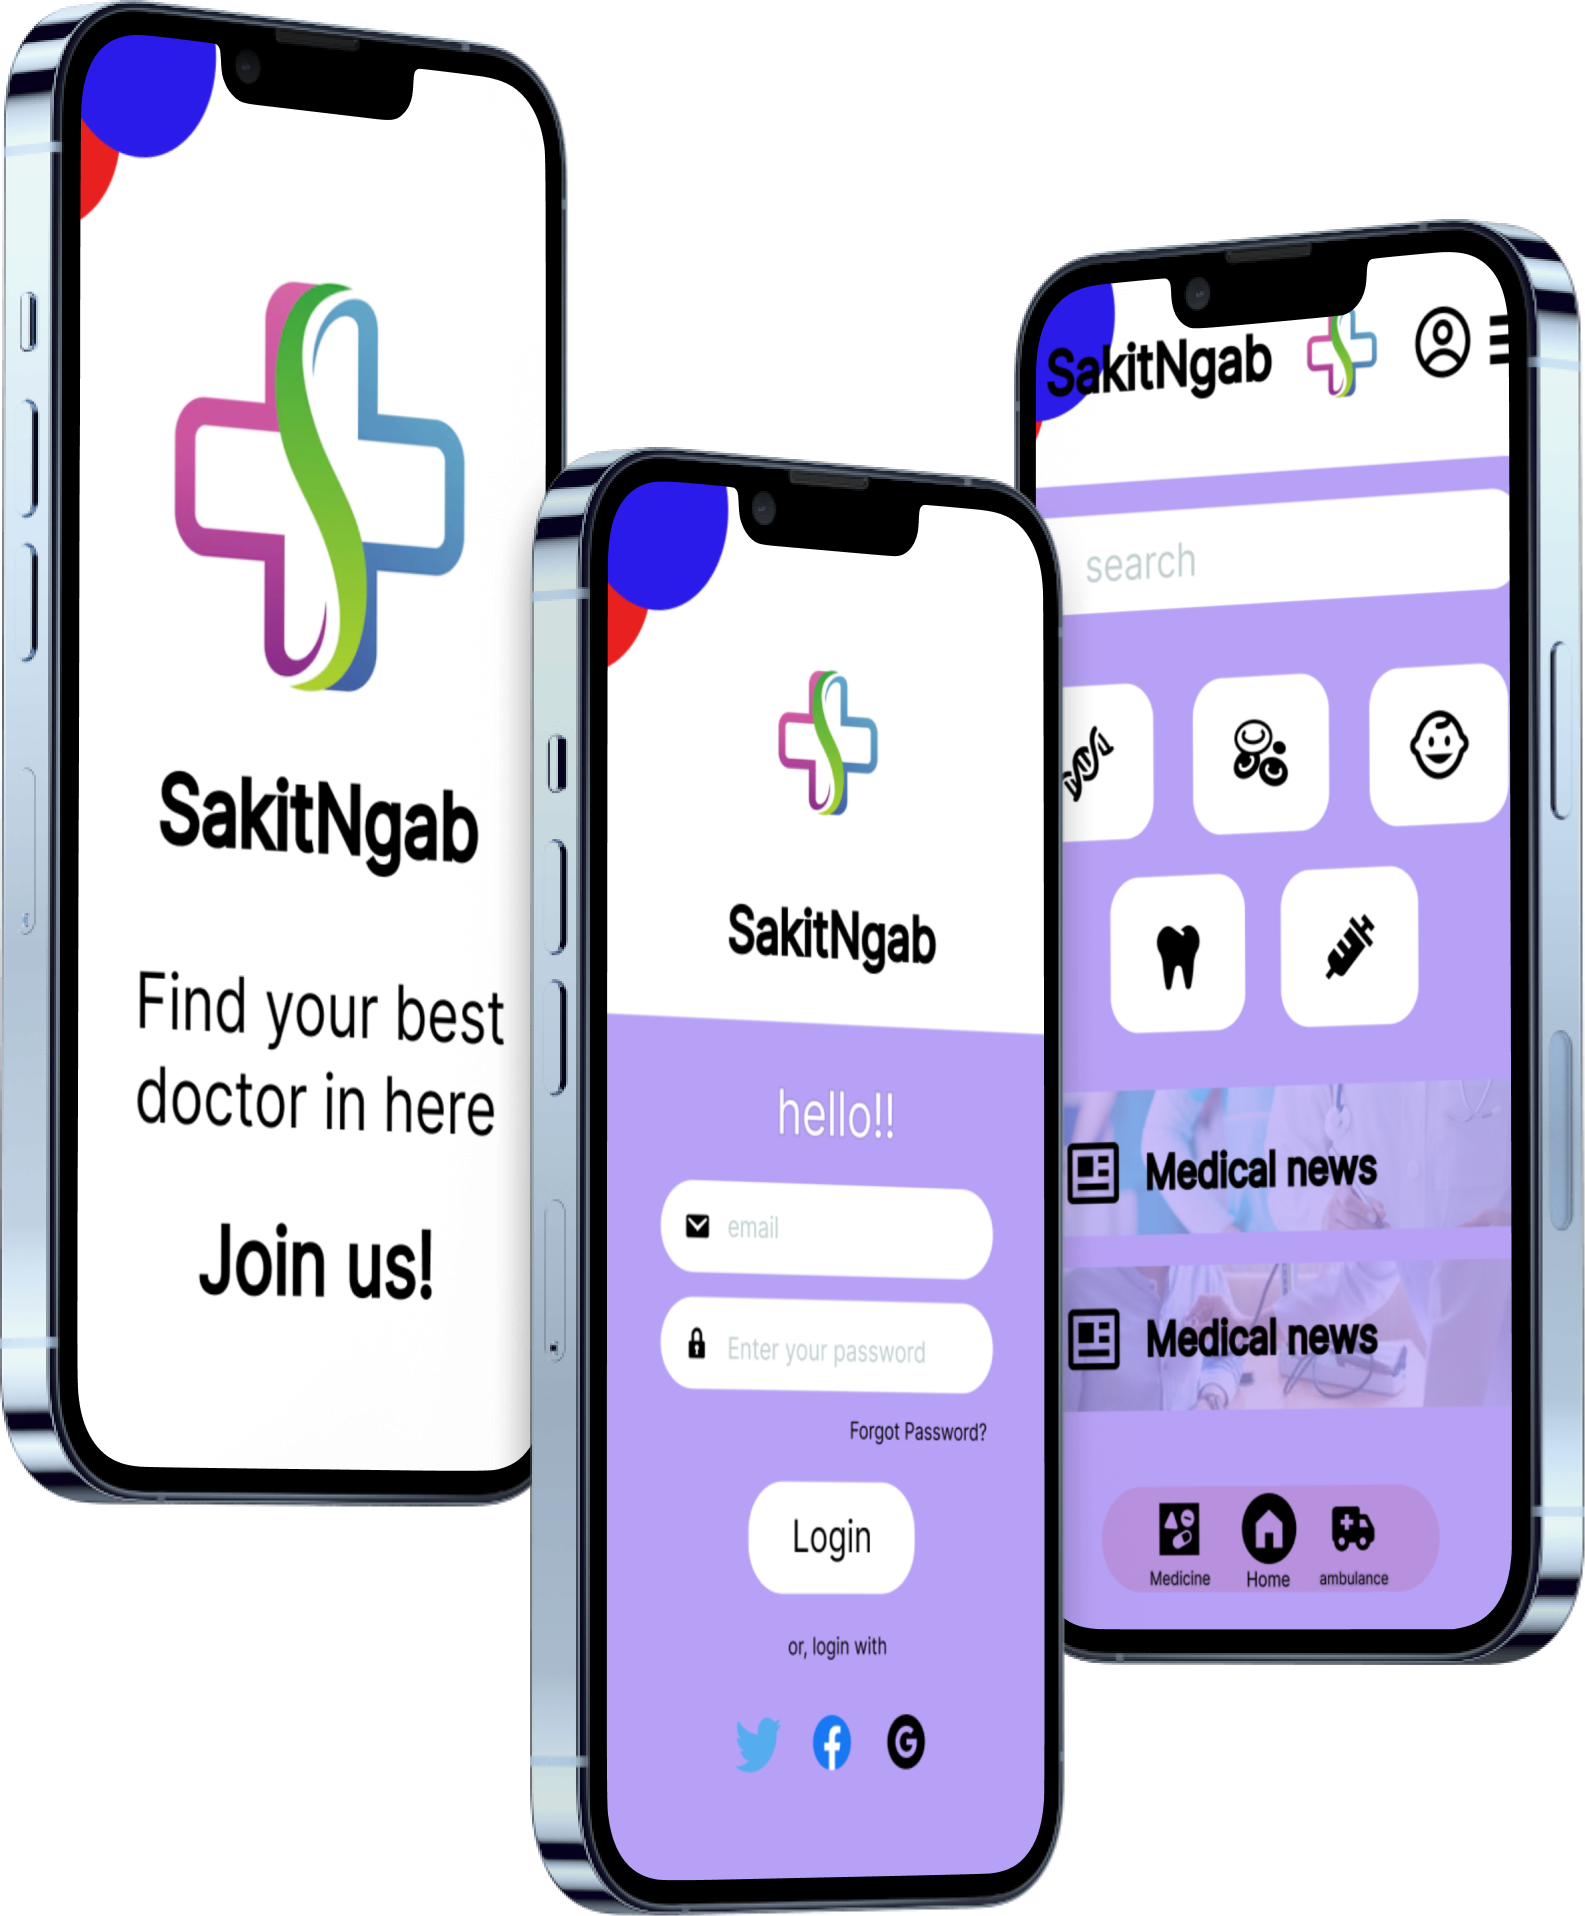 SakitNgab
Find your best
doctor in here
Join us!
SakitNgab
hello!!
email
Enter your password
Forgot Password?
Login
or, login with
SakitNgab
search
Medical news
Medical news
Medicine
Home
ambulance